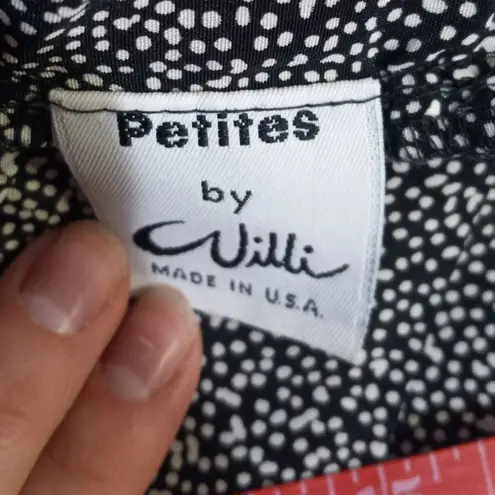 Petites
by
Willi
MADE IN U.S.A.